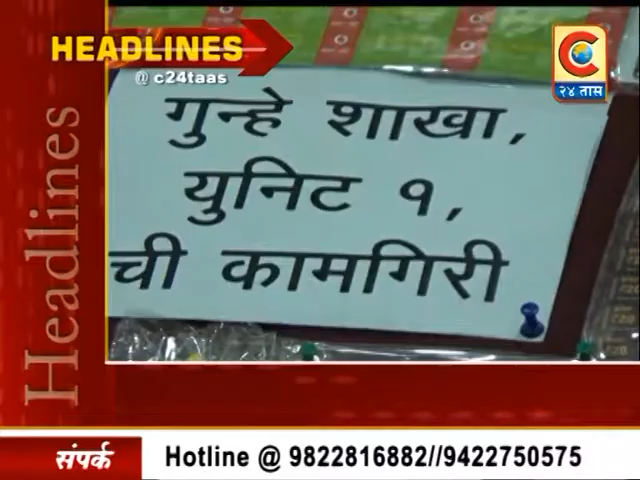 HEADLINES
@ c24taas
C
२४ तास
Headlines
गुन्हे शाखा,
युनिट १,
ची कामगिरी
संपर्क
Hotline @ 9822816882//9422750575